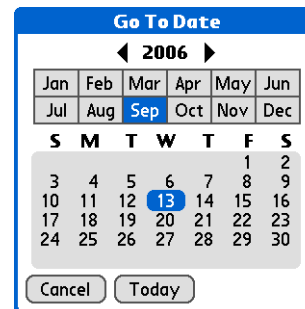 Go To Date
2006
Jan Feb Mar Apr May Jun
Jul Aug Sep Oct Nov Dec
S M T W T F S
1 2
3 4 5 6 7 8 9
10 11 12 13 14 15 16
17 18 19 20 21 22 23
24 25 26 27 28 29 30
Cancel Today